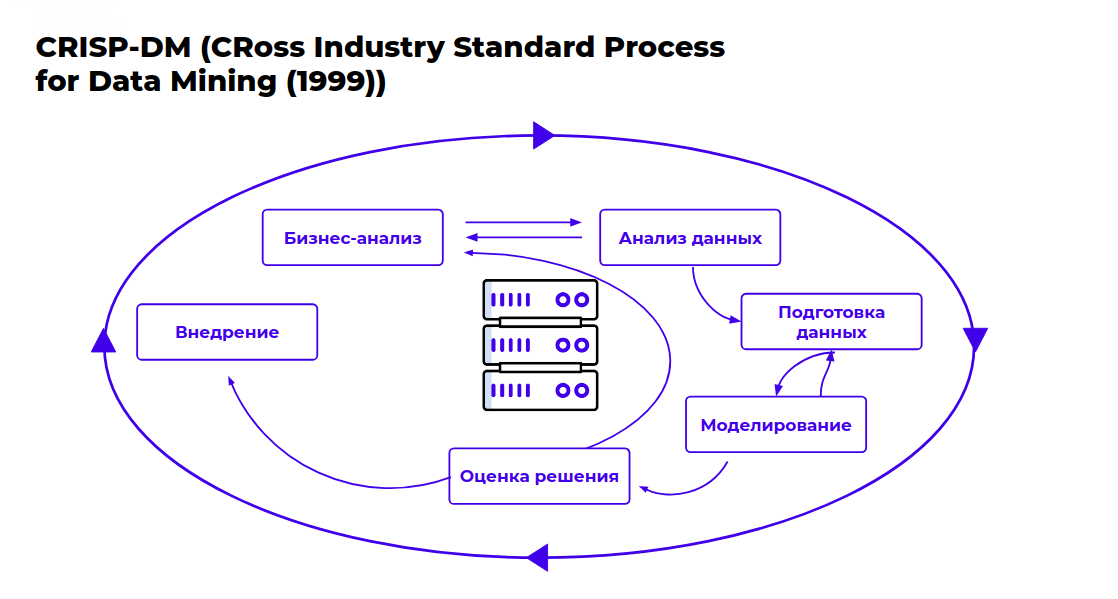 CRISP-DM (CRoss Industry Standard Process
for Data Mining (1999))
Бизнес-анализ
Анализ данных
Подготовка
данных
Внедрение
Моделирование
Оценка решения